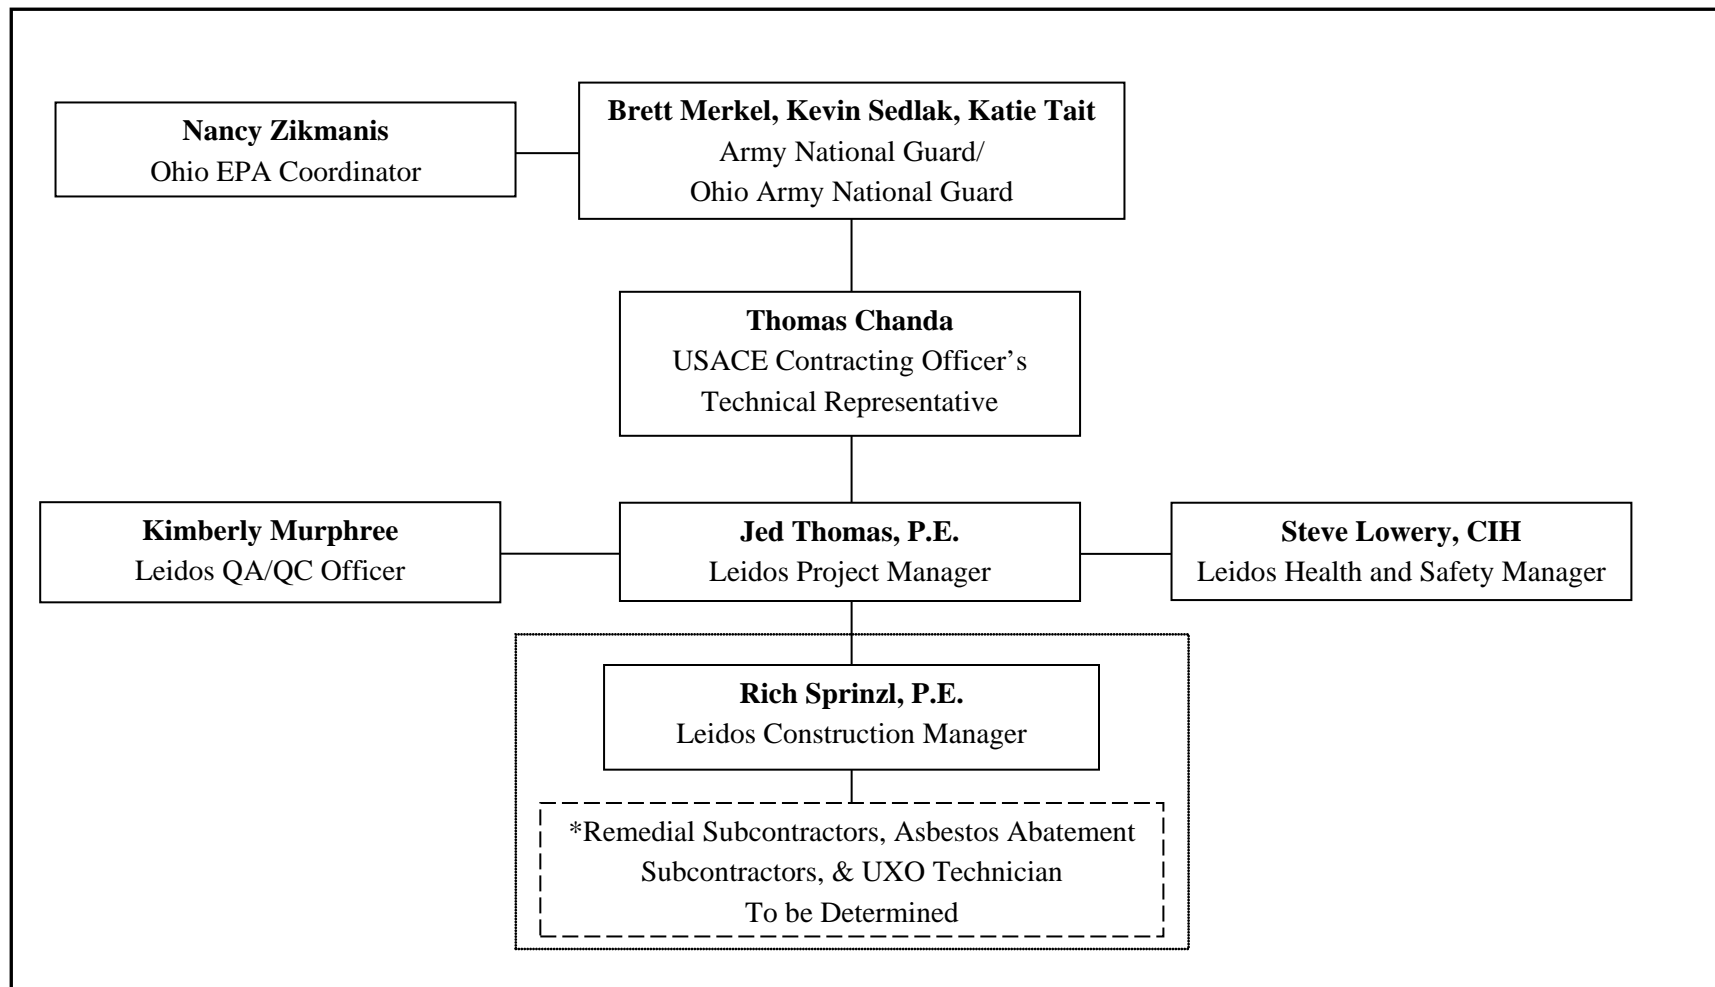 Nancy Zikmanis
Ohio EPA Coordinator
Brett Merkel, Kevin Sedlak, Katie Tait
Army National Guard/
Ohio Army National Guard
Thomas Chanda
USACE Contracting Officer’s
Technical Representative
Kimberly Murphree
Leidos QA/QC Officer
Jed Thomas, P.E.
Leidos Project Manager
Steve Lowery, CIH
Leidos Health and Safety Manager
Rich Sprinzl, P.E.
Leidos Construction Manager
*Remedial Subcontractors, Asbestos Abatement
Subcontractors, & UXO Technician
To be Determined